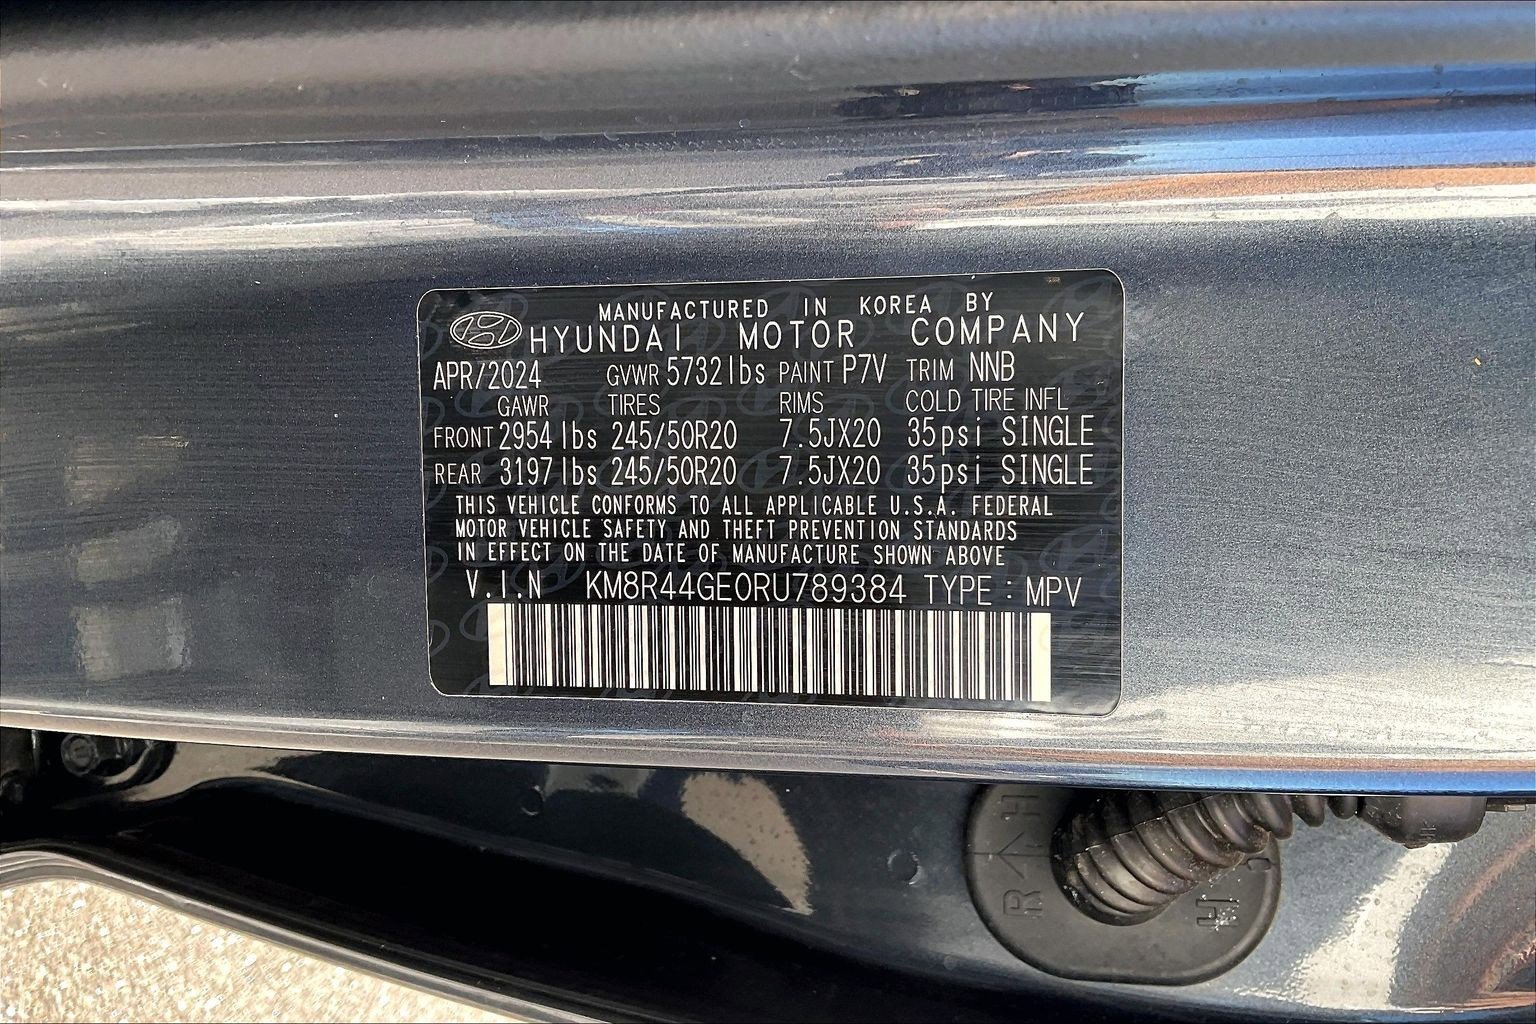 MANUFACTURED IN KOREA BY
HYUNDAI MOTOR COMPANY
APR/2024 GVWR 5732lbs PAINT P7V TRIM NNB
GAWR TIRES RIMS COLD TIRE INFL
FRONT 2954lbs 245/50R20 7.5JX20 35psi SINGLE
REAR 3197lbs 245/50R20 7.5JX20 35psi SINGLE
THIS VEHICLE CONFORMS TO ALL APPLICABLE U.S.A. FEDERAL
MOTOR VEHICLE SAFETY AND THEFT PREVENTION STANDARDS
IN EFFECT ON THE DATE OF MANUFACTURE SHOWN ABOVE
V.I.N KM8R44GE0RU789384 TYPE : MPV